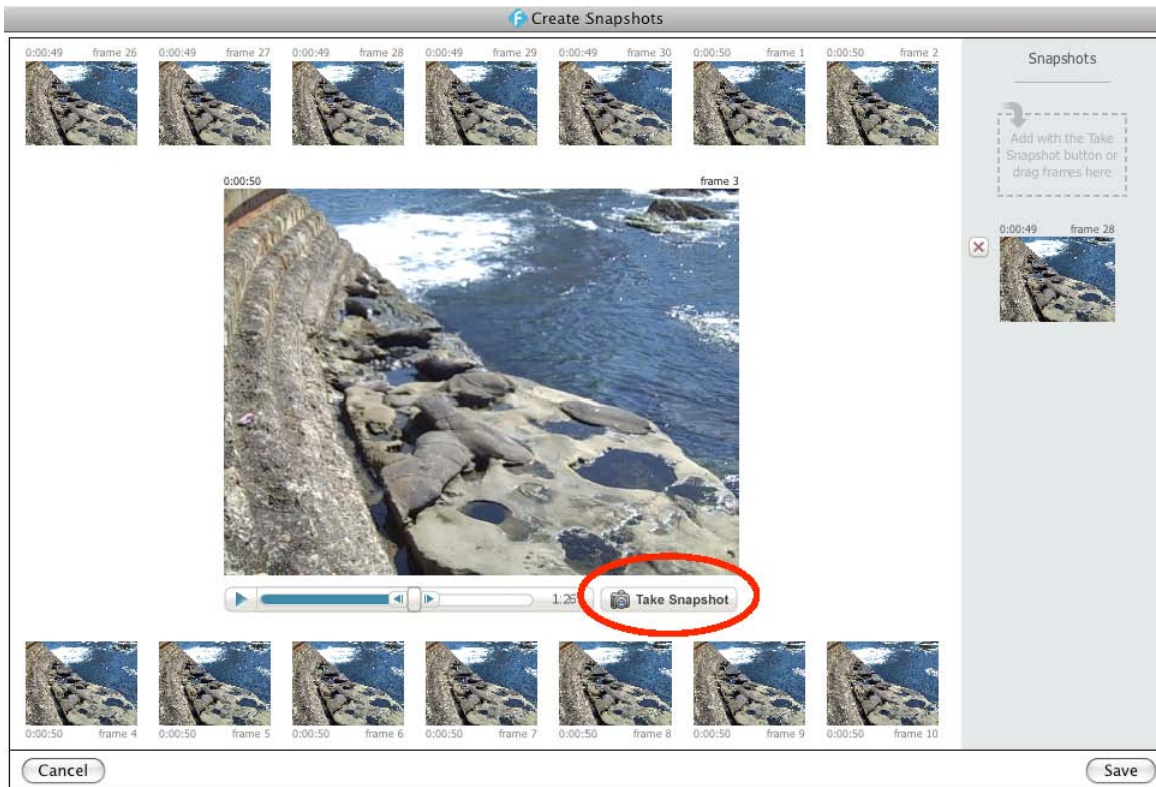 Create Snapshots
0:00:49 frame 26 0:00:49 frame 27 0:00:49 frame 28 0:00:49 frame 29 0:00:49 frame 30 0:00:50 frame 1 0:00:50 frame 2
Snapshots
Add with the Take
Snapshot button or
drag frames here
0:00:50 frame 3
0:00:49 frame 28
1:26
Take Snapshot
0:00:50 frame 4 0:00:50 frame 5 0:00:50 frame 6 0:00:50 frame 7 0:00:50 frame 8 0:00:50 frame 9 0:00:50 frame 10
Cancel
Save